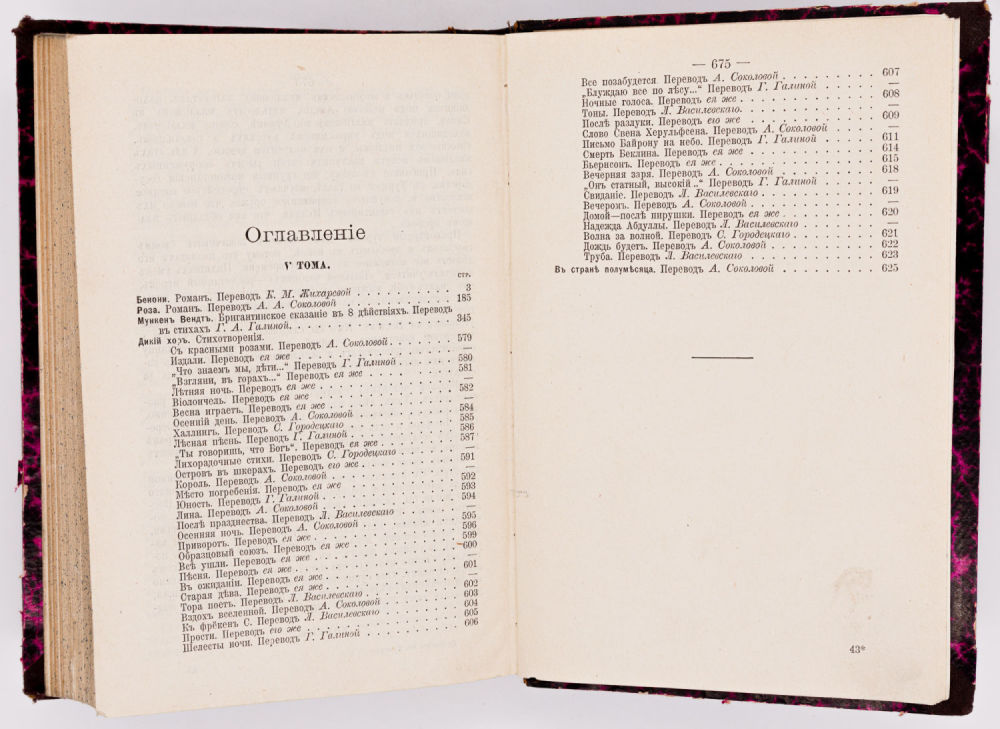 Оглавленіе
V ТОМА.
СТР.
Бенони. Романъ. Переводъ К. М. Жихаревой . . . . . . . . . 3
Роза. Романъ. Переводъ А. А. Соколовой . . . . . . . . . 185
Мункенъ Вендтъ. Бригантинское сказаніе въ 8 дѣйствіяхъ. Переводъ
въ стихахъ Г. А. Галиной. . . . . . . . . . . . 345
Дикій хоръ. Стихотворенія.
Съ красными розами. Переводъ А. Соколовой . . . . . . . 579
Издали. Переводъ ея же . . . . . . . . . —
„Что знаемъ мы, дѣти...“ Переводъ Г. Галиной . . . . . . 580
„Взгляни, въ горахъ...“ Переводъ ея же . . . . . . . 581
Лѣтняя ночь. Переводъ ея же . . . . . . . . . —
Віолончель. Переводъ ея же . . . . . . . . . 582
Весна играетъ. Переводъ ея же . . . . . . . . . —
Осенній день. Переводъ А. Соколовой . . . . . . . 584
Халлингъ. Переводъ С. Городецкаго . . . . . . . 585
Лѣсная пѣснь. Переводъ Г. Галиной . . . . . . . 586
„Ты говоришь, что Богъ“. Переводъ ея же . . . . . . . 587
Лихорадочные стихи. Переводъ С. Городецкаго . . . . . —
Островъ въ шкерахъ. Переводъ его же . . . . . . . 591
Король. Переводъ А. Соколовой . . . . . . . —
Мѣсто погребенія. Переводъ ея же . . . . . . . 592
Юность. Переводъ Г. Галиной . . . . . . . 593
Лина. Переводъ А. Соколовой . . . . . . . 594
Послѣ празднества. Переводъ Л. Василевскаго . . . . . —
Осенняя ночь. Переводъ А. Соколовой . . . . . . . 595
Приворотъ. Переводъ ея же . . . . . . . 596
Образцовый союзъ. Переводъ ея же . . . . . . . 599
Всѣ ушли. Переводъ ея же . . . . . . . 600
Пѣсня. Переводъ ея же . . . . . . . —
Въ ожиданіи. Переводъ ея же . . . . . . . 601
Старая дѣва. Переводъ ея же . . . . . . . —
Тора поетъ. Переводъ Л. Василевскаго . . . . . . . 602
Вздохъ вселенной. Переводъ А. Соколовой . . . . . . . 603
Къ фрёкенъ С. Переводъ Л. Василевскаго . . . . . . . 604
Прости. Переводъ его же . . . . . . . 605
Шелесты ночи. Переводъ Г. Галиной . . . . . . . 606
— 675 —
Все позабудется. Переводъ А. Соколовой . . . . . . . . . 607
„Блуждаю все по лѣсу...“ Переводъ Г. Галиной . . . . . —
Ночные голоса. Переводъ ея же . . . . . . . . . 608
Тоны. Переводъ Л. Василевскаго. . . . . . . . . —
Послѣ разлуки. Переводъ его же . . . . . . . . . 609
Слово Свена Херульфсена. Переводъ А. Соколовой . . . . —
Письмо Байрону на небо. Переводъ Г. Галиной . . . . . 611
Смерть Беклина. Переводъ ея же . . . . . . . . . 614
Бьернсонъ. Переводъ ея же . . . . . . . . . 615
Вечерняя заря. Переводъ А. Соколовой . . . . . . . 618
„Онъ статный, высокій ..“ Переводъ Г. Галиной . . . . . —
Свиданіе. Переводъ Л. Василевскаго . . . . . . . 619
Вечеромъ. Переводъ А. Соколовой . . . . . . . —
Домой—послѣ пирушки. Переводъ ея же . . . . . . . 620
Надежда Абдуллы. Переводъ Л. Василевскаго . . . . . —
Волна за волной. Переводъ С. Городецкаго . . . . . . . 621
Дождь будетъ. Переводъ А. Соколовой . . . . . . . 622
Труба. Переводъ Л. Василевскаго . . . . . . . 623
Въ странѣ полумѣсяца. Переводъ А. Соколовой . . . . . . . 625
43*